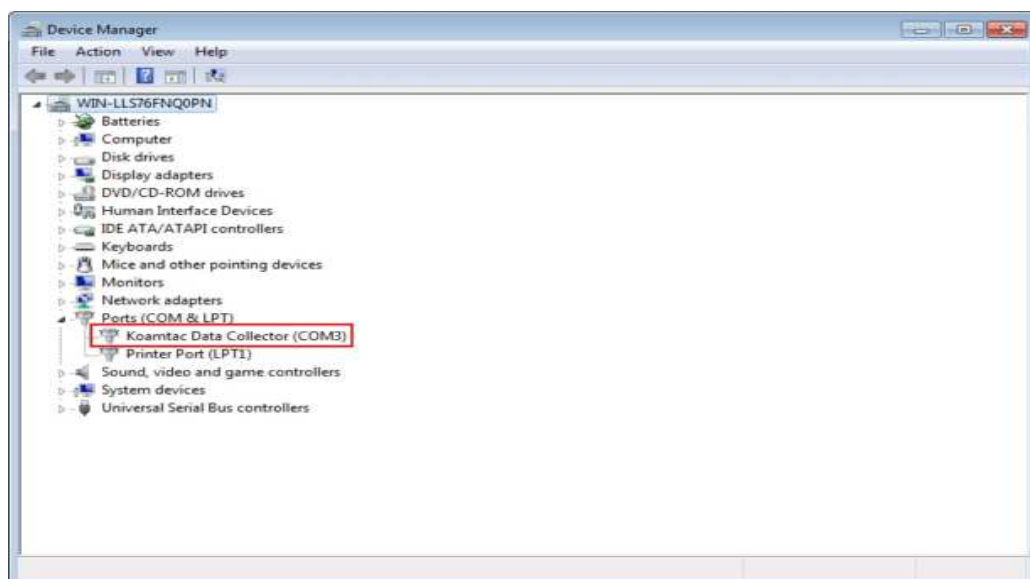 Device Manager
File Action View Help
WIN-LLS76FNQ0PN
Batteries
Computer
Disk drives
Display adapters
DVD/CD-ROM drives
Human Interface Devices
IDE ATA/ATAPI controllers
Keyboards
Mice and other pointing devices
Monitors
Network adapters
Ports (COM & LPT)
Koamtac Data Collector (COM3)
Printer Port (LPT1)
Sound, video and game controllers
System devices
Universal Serial Bus controllers